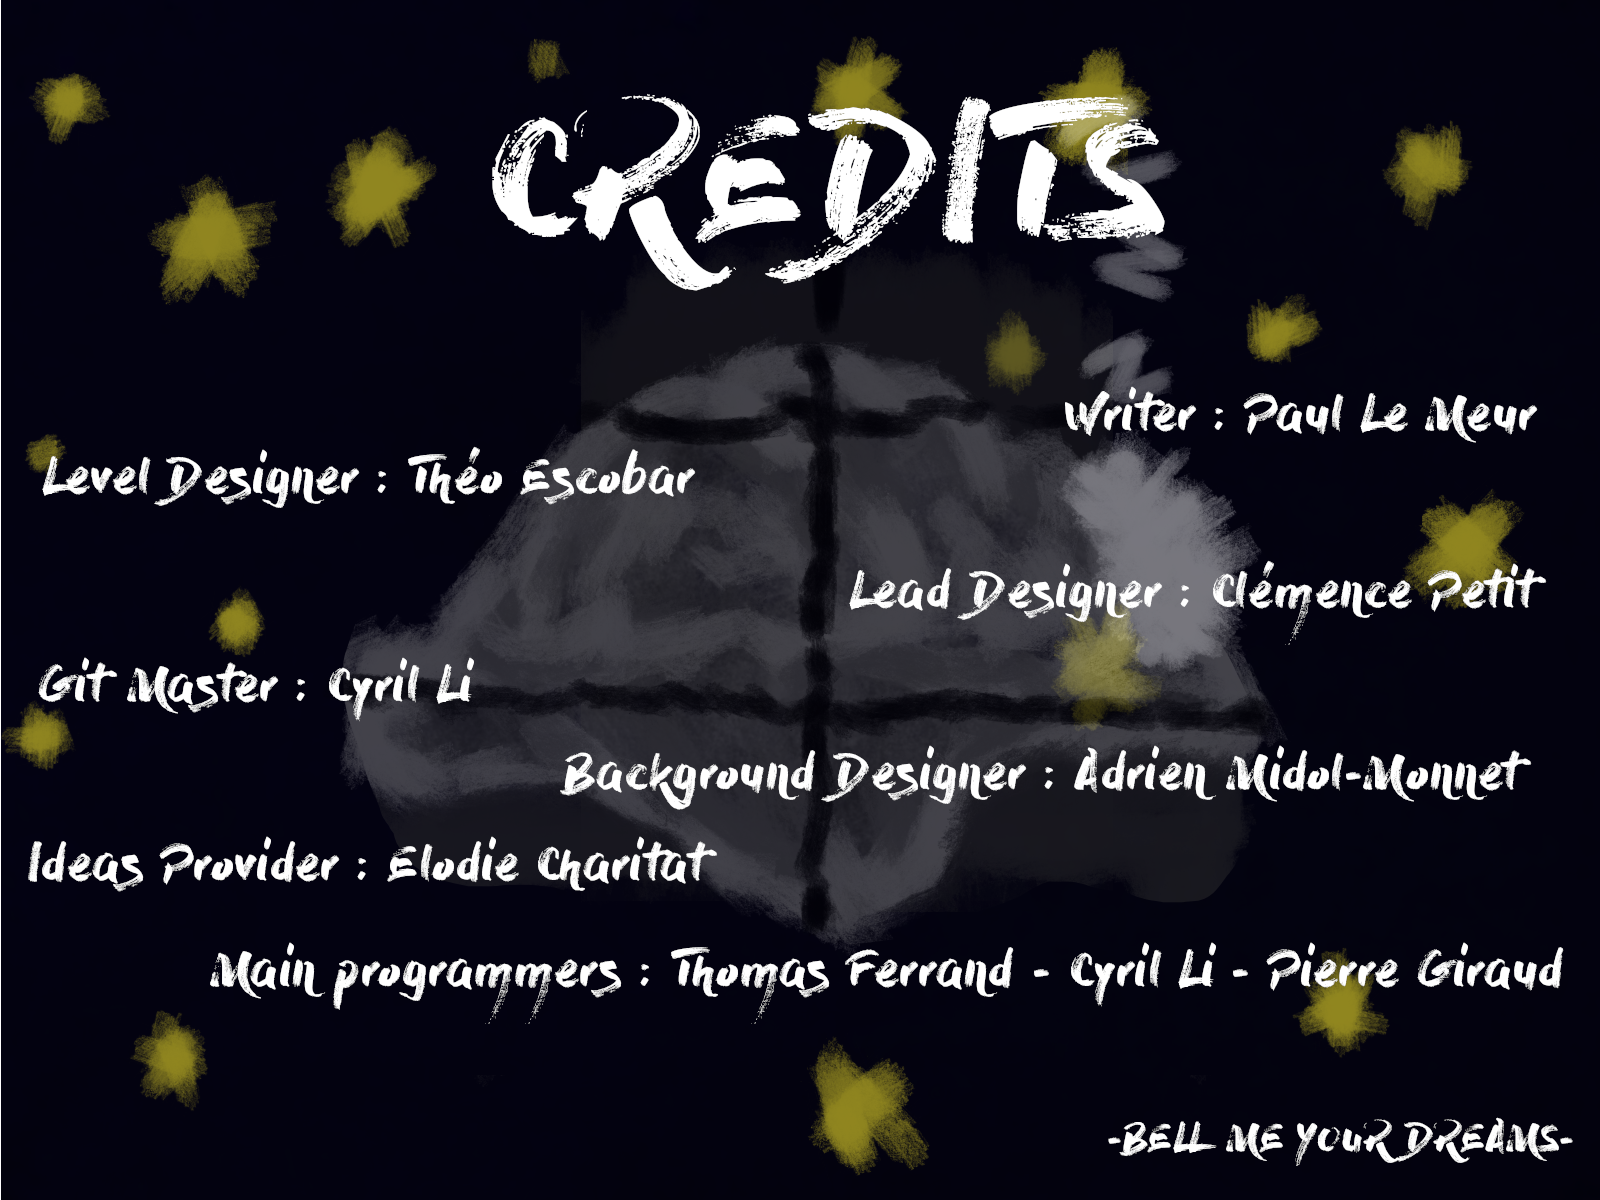 CREDITS
Writer : Paul Le Meur
Level Designer : Théo Escobar
Lead Designer : Clémence Petit
Git Master : Cyril Li
Background Designer : Adrien Midol-Monnet
Ideas Provider : Elodie Charitat
Main programmers : Thomas Ferrand - Cyril Li - Pierre Giraud
-BELL ME YOUR DREAMS-